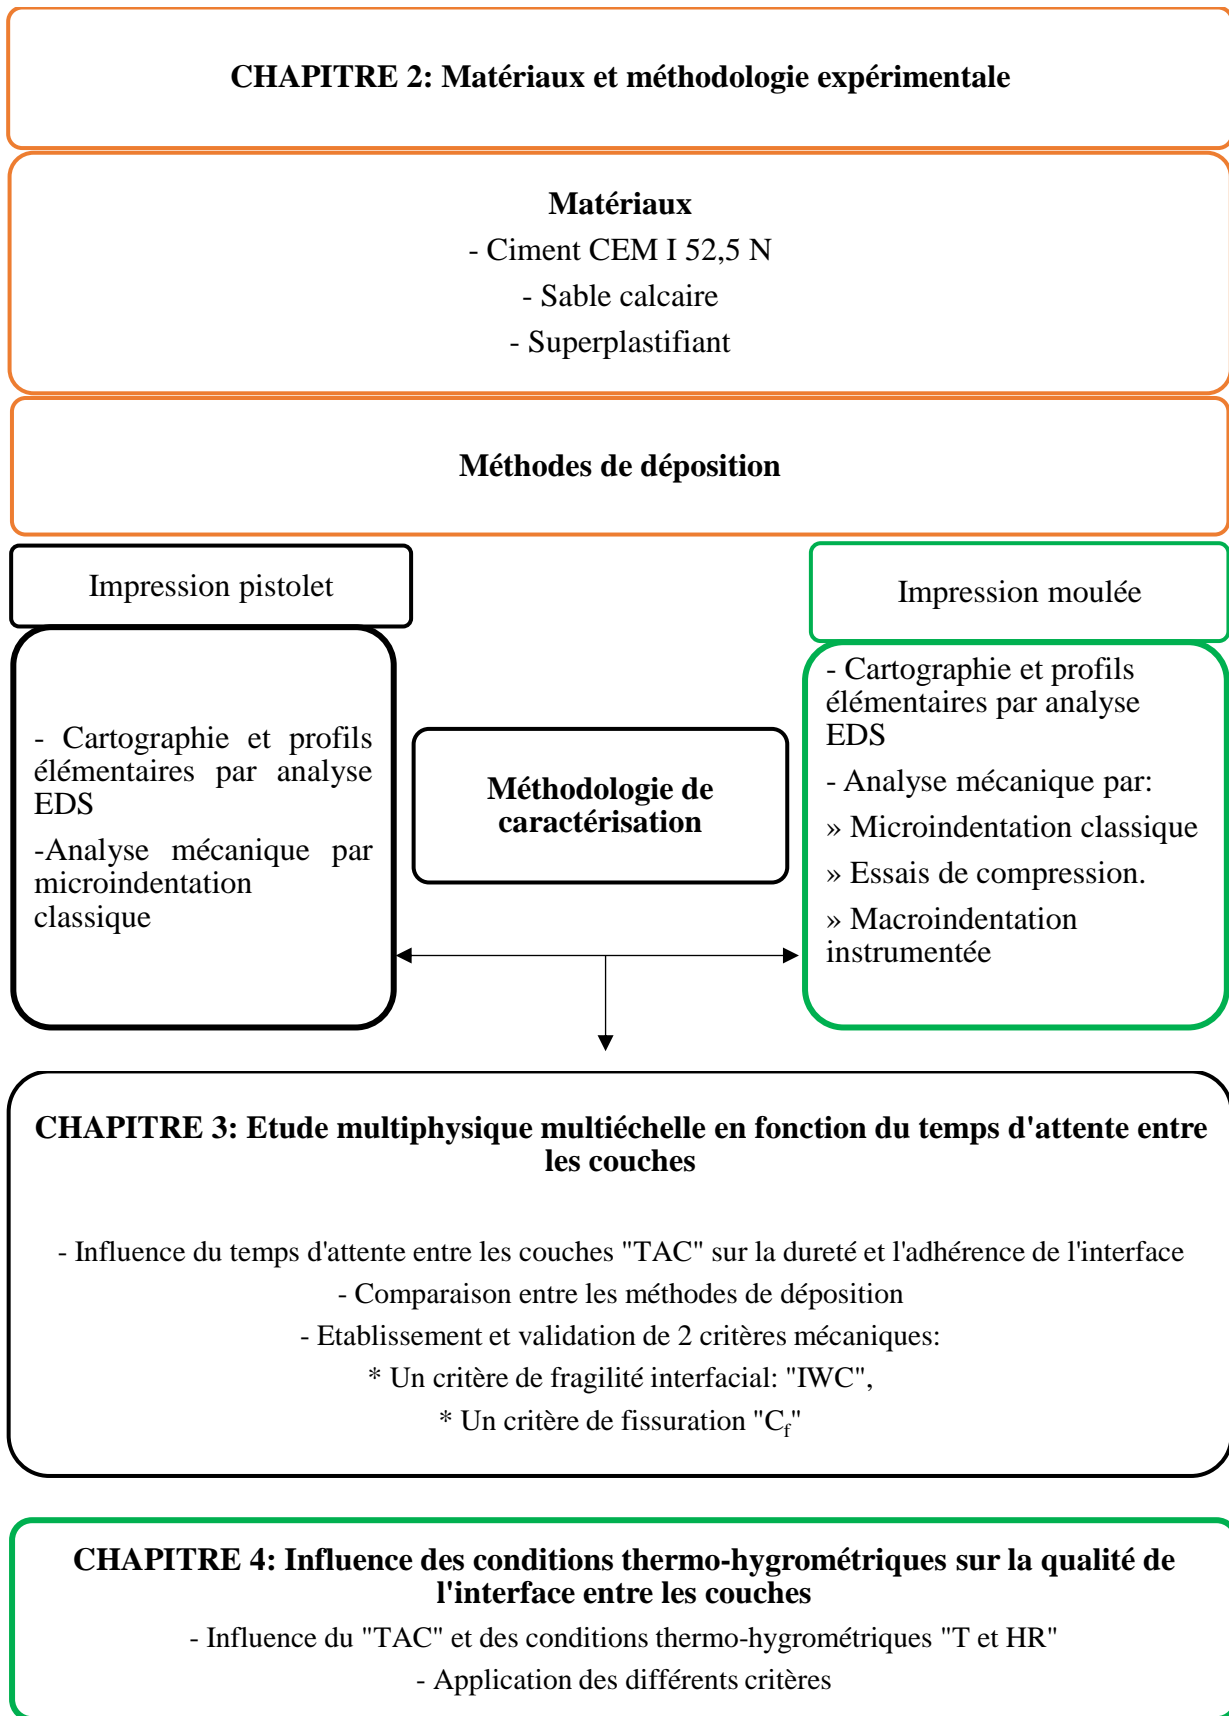 CHAPITRE 2: Matériaux et méthodologie expérimentale
Matériaux
- Ciment CEM I 52,5 N
- Sable calcaire
- Superplastifiant
Méthodes de déposition
Impression pistolet
- Cartographie et profils
élémentaires par analyse
EDS
-Analyse mécanique par
microindentation
classique
Méthodologie de
caractérisation
Impression moulée
- Cartographie et profils
élémentaires par analyse
EDS
- Analyse mécanique par:
» Microindentation classique
» Essais de compression.
» Macroindentation
instrumentée
CHAPITRE 3: Etude multiphysique multiéchelle en fonction du temps d'attente entre
les couches
- Influence du temps d'attente entre les couches "TAC" sur la dureté et l'adhérence de l'interface
- Comparaison entre les méthodes de déposition
- Etablissement et validation de 2 critères mécaniques:
* Un critère de fragilité interfacial: "IWC",
* Un critère de fissuration "Cf"
CHAPITRE 4: Influence des conditions thermo-hygrométriques sur la qualité de
l'interface entre les couches
- Influence du "TAC" et des conditions thermo-hygrométriques "T et HR"
- Application des différents critères